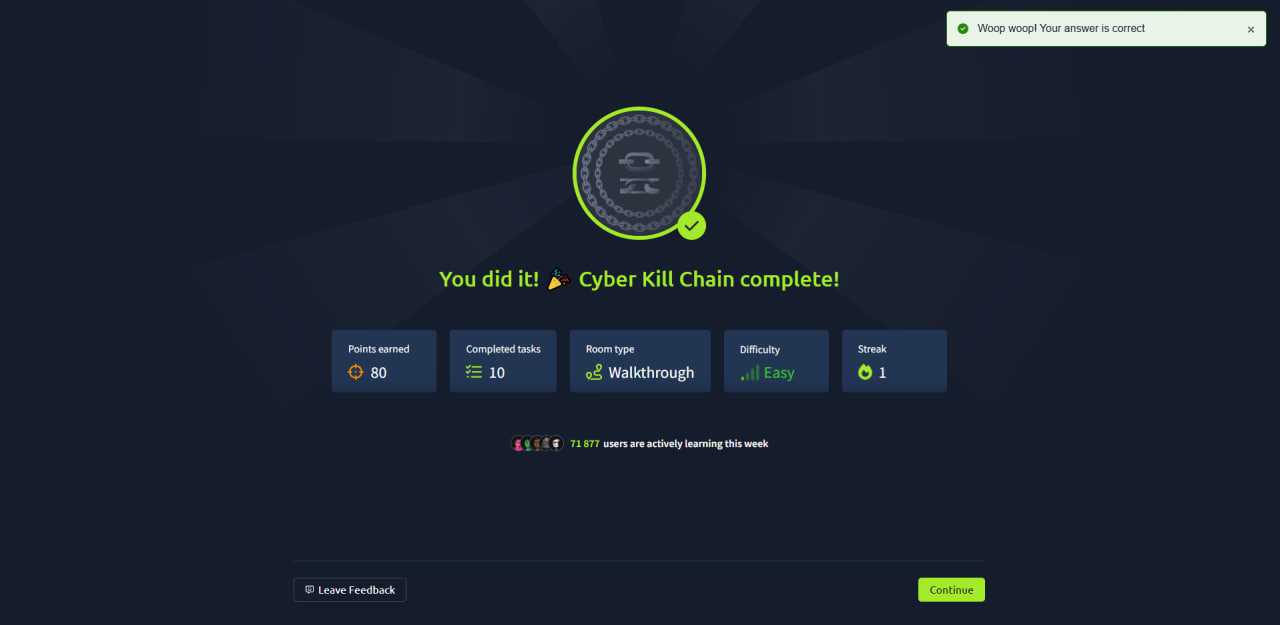 Woop woop! Your answer is correct
You did it! 🎉 Cyber Kill Chain complete!
Points earned
80
Completed tasks
10
Room type
Walkthrough
Difficulty
Easy
Streak
1
71 877 users are actively learning this week
Leave Feedback
Continue